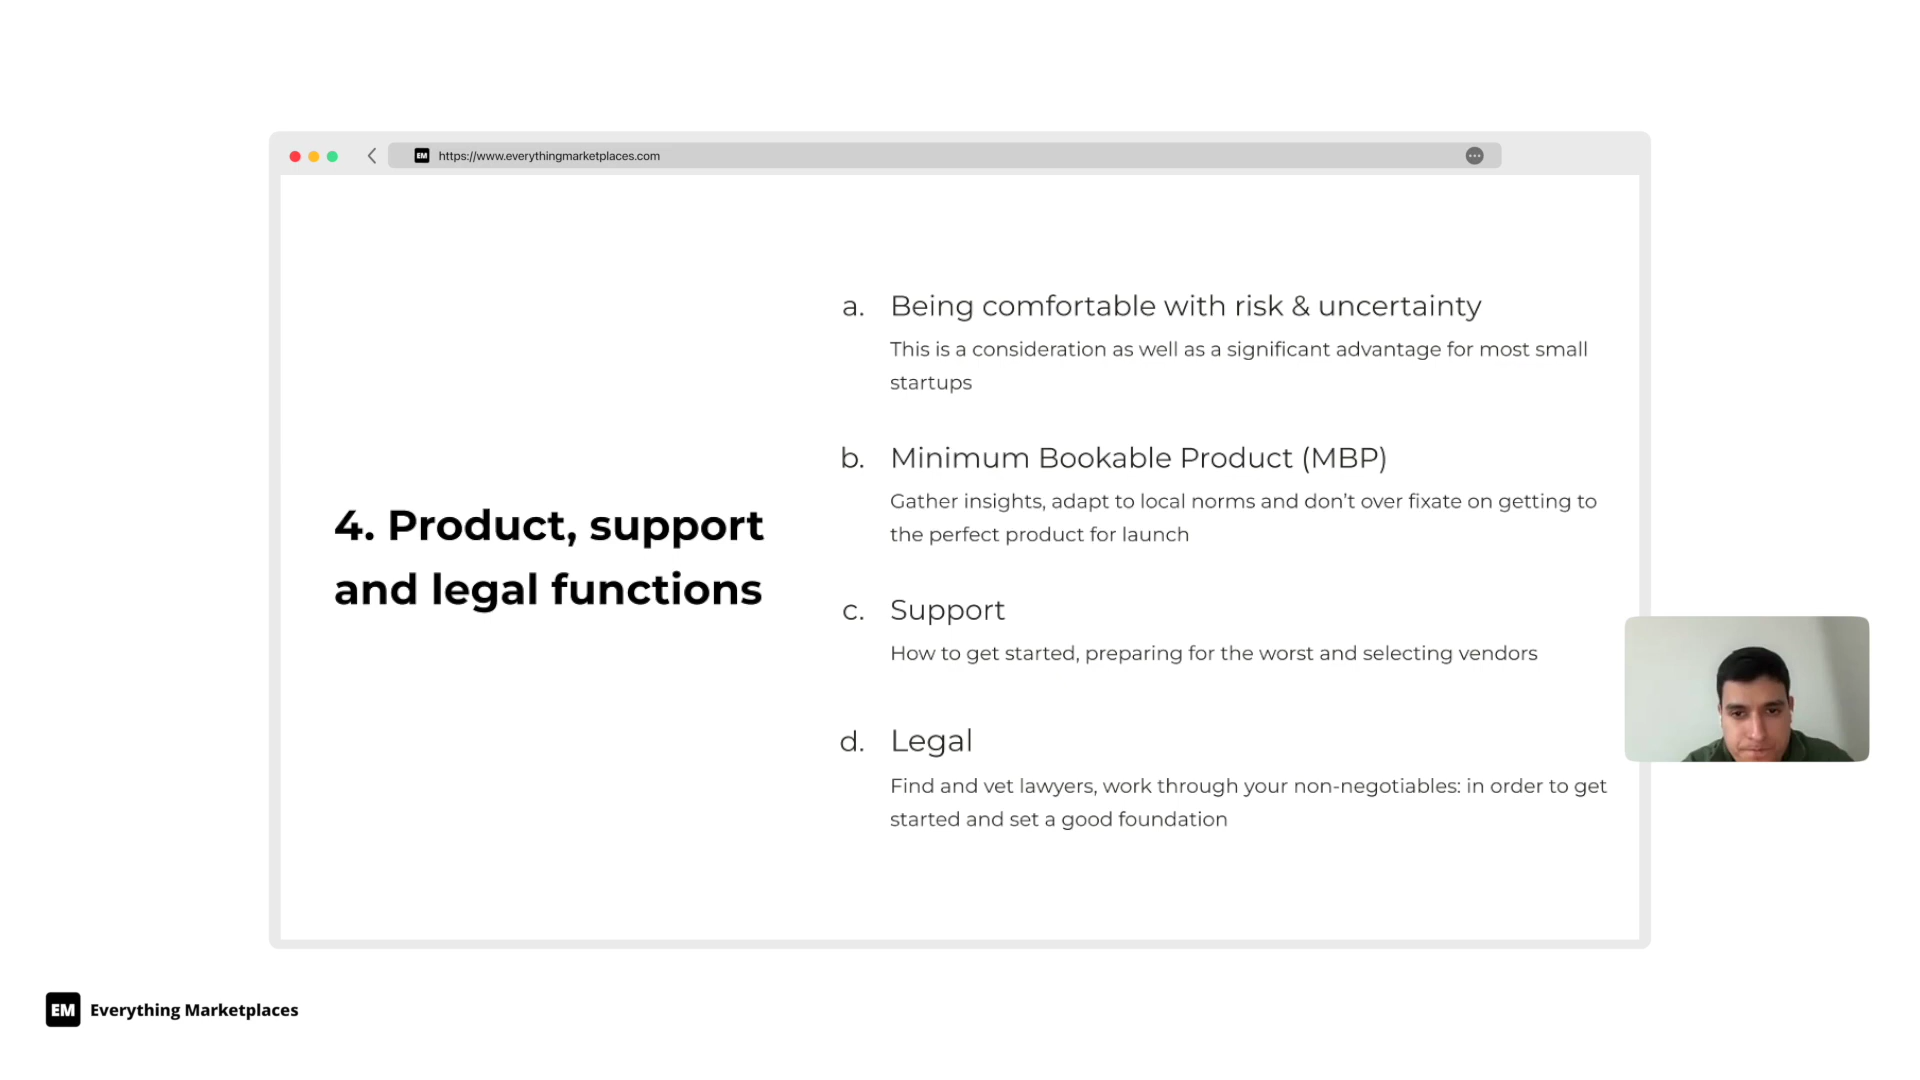 EM https://www.everythingmarketplaces.com
4. Product, support
and legal functions
a. Being comfortable with risk & uncertainty
This is a consideration as well as a significant advantage for most small
startups
b. Minimum Bookable Product (MBP)
Gather insights, adapt to local norms and don’t over fixate on getting to
the perfect product for launch
c. Support
How to get started, preparing for the worst and selecting vendors
d. Legal
Find and vet lawyers, work through your non-negotiables: in order to get
started and set a good foundation
EM Everything Marketplaces